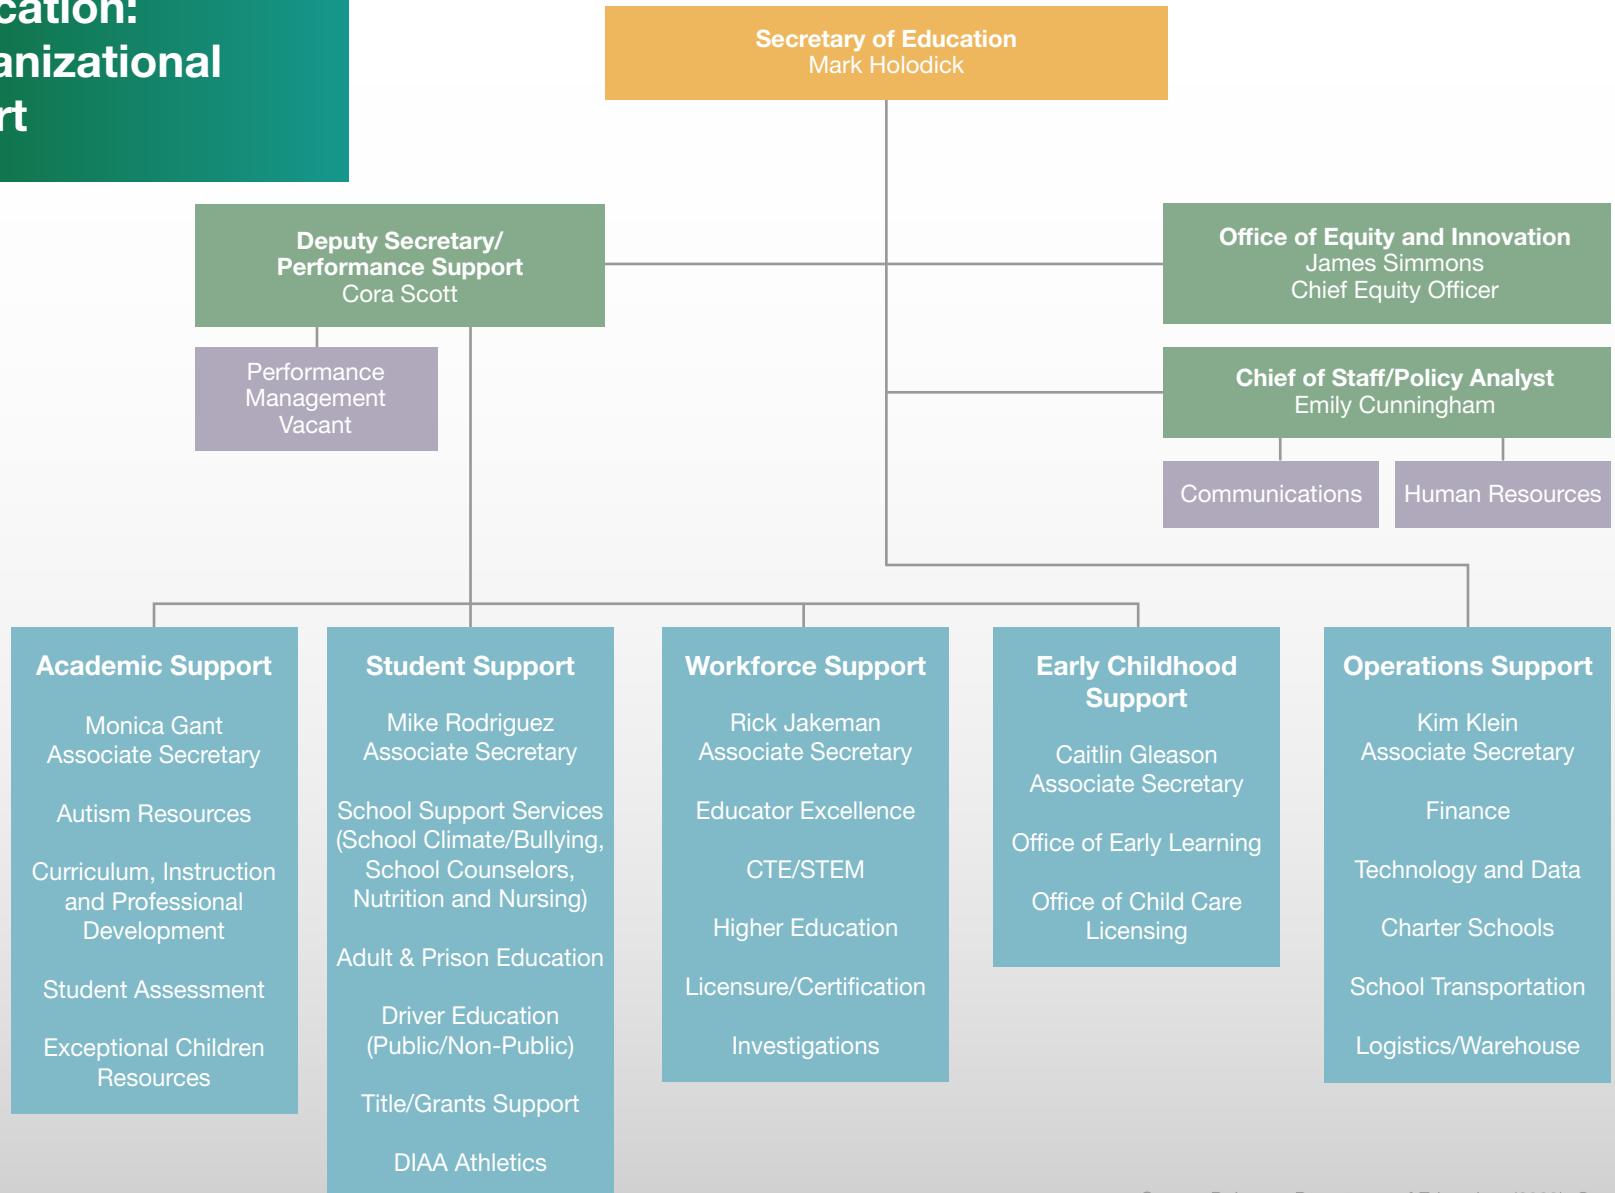 cation:
anizational
rt
Secretary of Education
Mark Holodick
Deputy Secretary/
Performance Support
Cora Scott
Performance
Management
Vacant
Office of Equity and Innovation
James Simmons
Chief Equity Officer
Chief of Staff/Policy Analyst
Emily Cunningham
Communications
Human Resources
Academic Support
Monica Gant
Associate Secretary
Autism Resources
Curriculum, Instruction
and Professional
Development
Student Assessment
Exceptional Children
Resources
Student Support
Mike Rodriguez
Associate Secretary
School Support Services
(School Climate/Bullying,
School Counselors,
Nutrition and Nursing)
Adult & Prison Education
Driver Education
(Public/Non-Public)
Title/Grants Support
DIAA Athletics
Workforce Support
Rick Jakeman
Associate Secretary
Educator Excellence
CTE/STEM
Higher Education
Licensure/Certification
Investigations
Early Childhood
Support
Caitlin Gleason
Associate Secretary
Office of Early Learning
Office of Child Care
Licensing
Operations Support
Kim Klein
Associate Secretary
Finance
Technology and Data
Charter Schools
School Transportation
Logistics/Warehouse